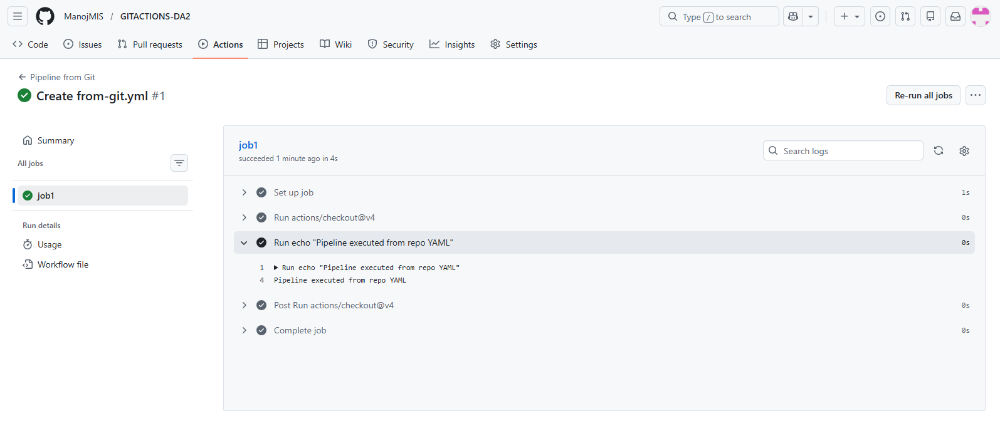 ManojMIS / GITACTIONS-DA2
Type / to search
Code Issues Pull requests Actions Projects Wiki Security Insights Settings
Pipeline from Git
Create from-git.yml #1
Re-run all jobs
Summary
All jobs
job1
Run details
Usage
Workflow file
job1
succeeded 1 minute ago in 4s
Search logs
Set up job 1s
Run actions/checkout@v4 0s
Run echo "Pipeline executed from repo YAML" 0s
1 Run echo "Pipeline executed from repo YAML"
4 Pipeline executed from repo YAML
Post Run actions/checkout@v4 0s
Complete job 0s